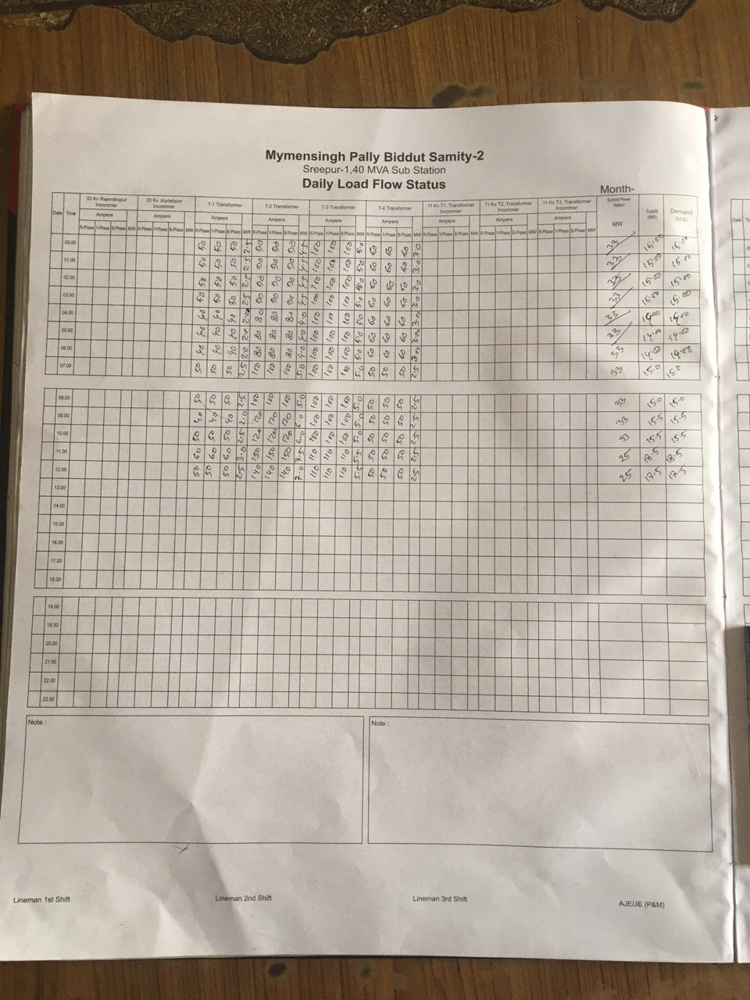 Mymensingh Pally Biddut Samity-2
Sreepur-1,40 MVA Sub Station
Daily Load Flow Status
Month-
Date Time 33 Kv Rajendropur Incommer 33 Kv Joydebpur Incommer T-1 Transformer T-2 Transformer T-3 Transformer T-4 Transformer 11 Kv T1, Transformer Incommer 11 Kv T2, Transformer Incommer 11 Kv T3, Transformer Incommer Summit Power Station Supply (MW) Demand (MW)
Ampere Ampere Ampere Ampere Ampere Ampere Ampere Ampere Ampere MW
R-Phase Y-Phase B-Phase MW R-Phase Y-Phase B-Phase MW R-Phase Y-Phase B-Phase MW R-Phase Y-Phase B-Phase MW R-Phase Y-Phase B-Phase MW R-Phase Y-Phase B-Phase MW R-Phase Y-Phase B-Phase MW R-Phase Y-Phase B-Phase MW R-Phase Y-Phase B-Phase MW
00.00 50 50 50 2.5 90 90 90 4.5 100 100 100 5.0 60 60 60 3.0 33 15.00 15.00
01.00 50 50 50 2.5 90 90 90 4.5 100 100 100 5.0 60 60 60 3.0 33 15.00 15.00
02.00 50 50 50 2.5 90 90 90 4.5 100 100 100 5.0 60 60 60 3.0 33 15.00 15.00
03.00 50 50 50 2.5 90 90 90 4.5 100 100 100 5.0 60 60 60 3.0 33 15.00 15.00
04.00 40 40 40 2.00 80 80 80 4.0 100 100 100 5.0 60 60 60 3.00 33 14.00 14.00
05.00 40 40 40 2.0 80 80 80 4.0 100 100 100 5.0 60 60 60 3.00 33 14.00 14.00
06.00 40 40 40 2.0 80 80 80 4.0 100 100 100 5.0 60 60 60 3.00 33 14.00 14.00
07.00 50 50 50 2.5 100 100 100 5.0 100 100 100 5.0 50 50 50 2.5 33 15.0 15.0
08.00 50 50 50 2.5 100 100 100 5.0 100 100 100 5.0 50 50 50 2.5 33 15.0 15.0
09.00 40 40 40 2.0 120 120 120 6.0 100 100 100 5.0 50 50 50 2.5 33 15.5 15.5
10.00 50 50 50 2.5 120 120 120 6.0 100 100 100 5.0 50 50 50 2.5 33 15.5 15.5
11.00 60 60 60 3.0 150 150 150 7.5 110 110 110 5.5 50 50 50 2.5 25 18.5 18.5
12.00 50 50 50 2.5 140 140 140 7.0 110 110 110 5.5 50 50 50 2.5 25 17.5 17.5
13.00
14.00
15.00
16.00
17.00
18.00
18.00
19.30
20.00
21.00
22.00
23.00
Note : Note :
Lineman 1st Shift Lineman 2nd Shift Lineman 3rd Shift AJE/JE (P&M)